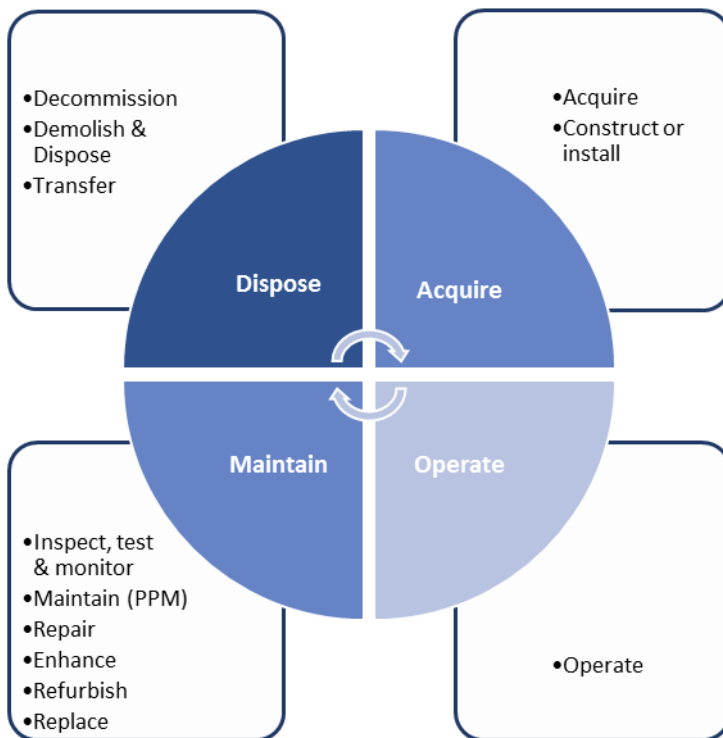 •Decommission
•Demolish &
Dispose
•Transfer
•Acquire
•Construct or
install
Dispose
Acquire
Maintain
Operate
•Inspect, test
& monitor
•Maintain (PPM)
•Repair
•Enhance
•Refurbish
•Replace
•Operate